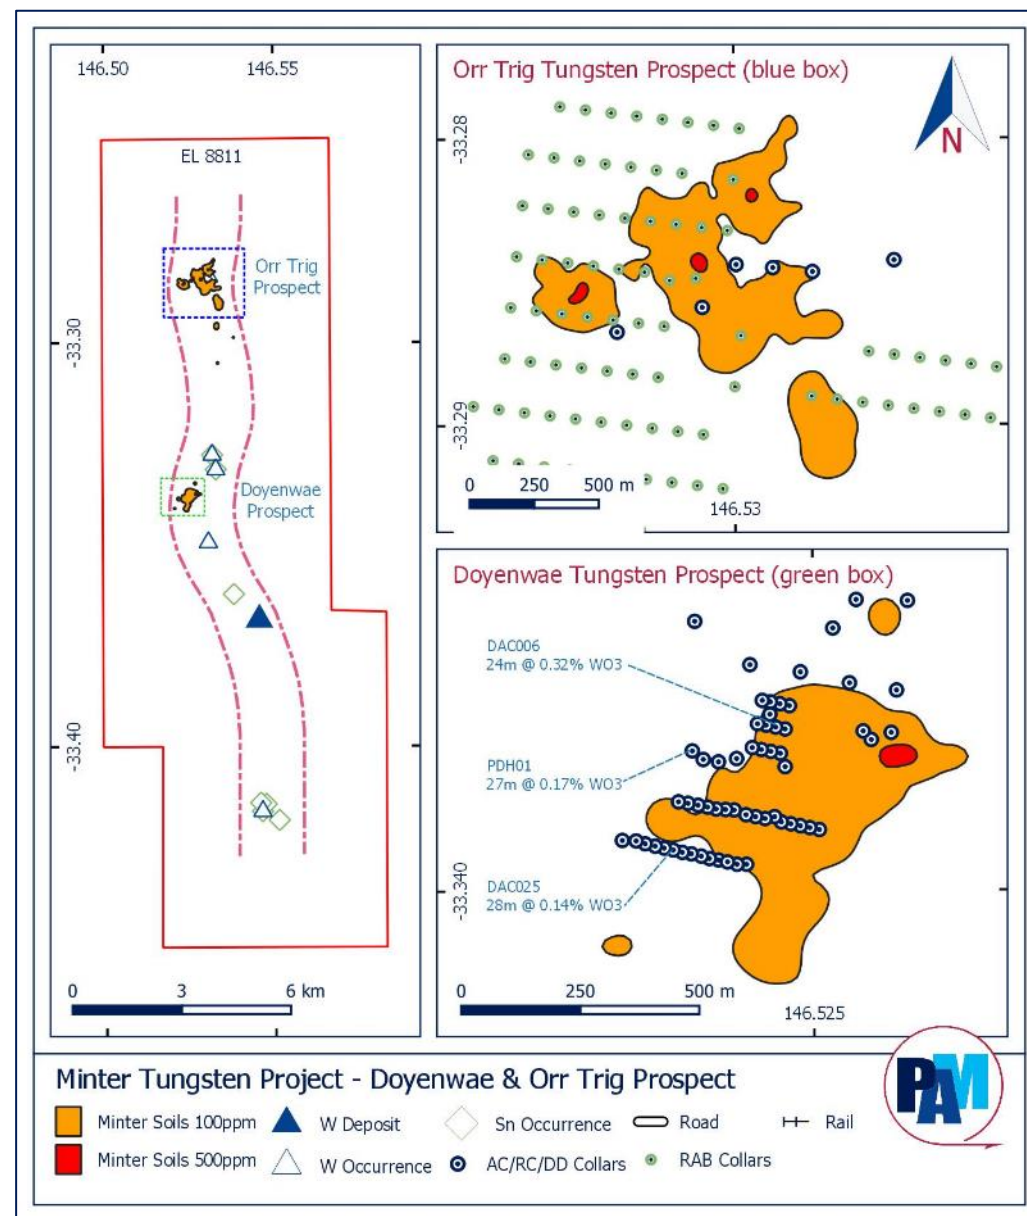 146.50
146.55
EL 8811
Orr Trig
Prospect
-33.30
Doyenwae
Prospect
-33.40
0 3 6 km
Orr Trig Tungsten Prospect (blue box)
N
-33.28
-33.29
0 250 500 m
146.53
Doyenwae Tungsten Prospect (green box)
DAC006
24m @ 0.32% WO3
PDH01
27m @ 0.17% WO3
DAC025
28m @ 0.14% WO3
-33.340
0 250 500 m
146.525
Minter Tungsten Project - Doyenwae & Orr Trig Prospect
Minter Soils 100ppm W Deposit Sn Occurrence Road Rail
Minter Soils 500ppm W Occurrence AC/RC/DD Collars RAB Collars
PAM